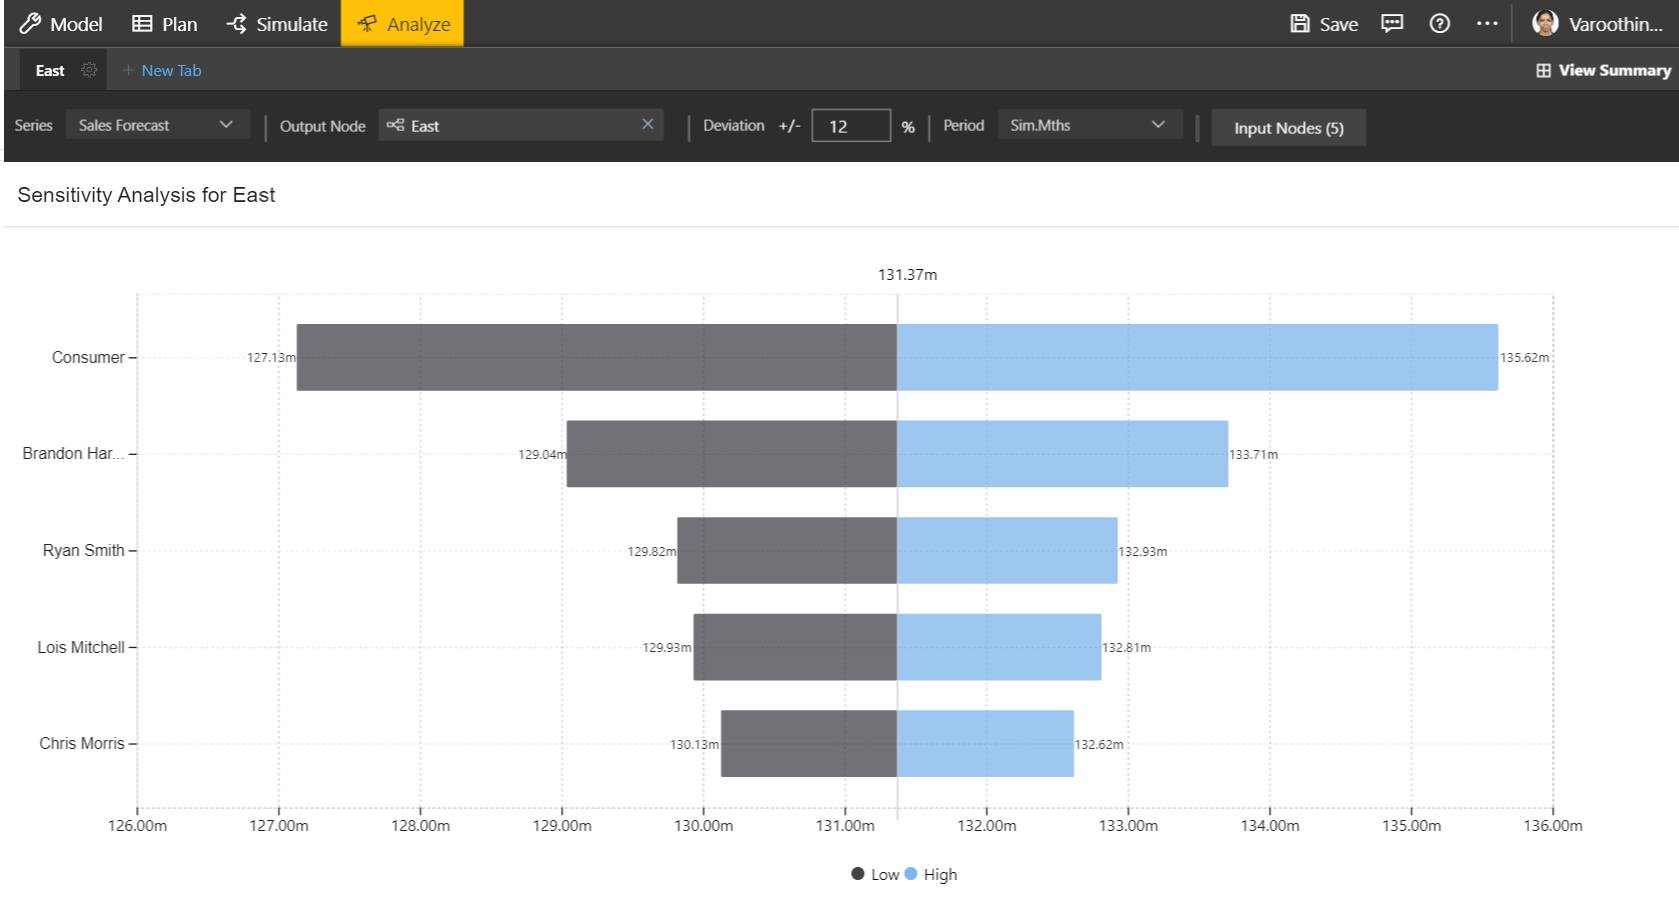 Model Plan Simulate Analyze Save Varoothin...
East + New Tab View Summary
Series Sales Forecast Output Node East Deviation +/- 12 % Period Sim.Mths Input Nodes (5)
Sensitivity Analysis for East
131.37m
Consumer 127.13m 135.62m
Brandon Har... 129.04m 133.71m
Ryan Smith 129.82m 132.93m
Lois Mitchell 129.93m 132.81m
Chris Morris 130.13m 132.62m
126.00m 127.00m 128.00m 129.00m 130.00m 131.00m 132.00m 133.00m 134.00m 135.00m 136.00m
Low High